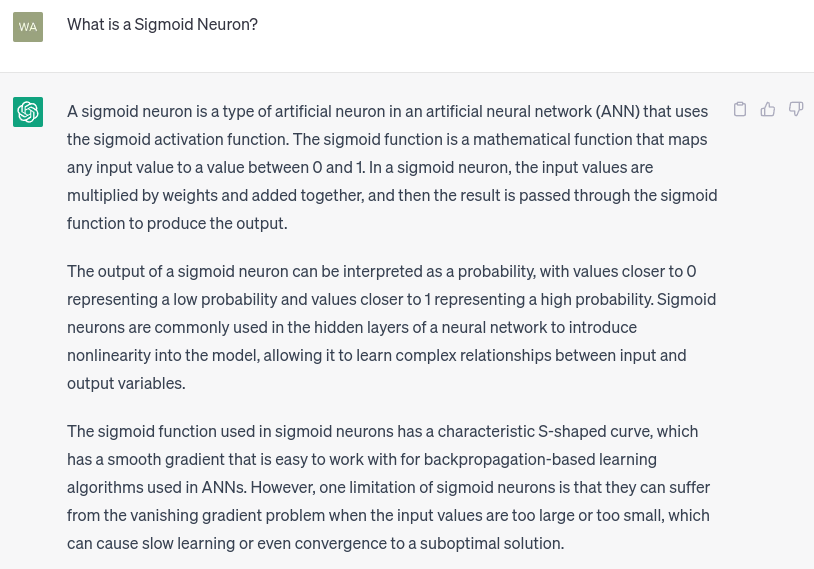 WA
What is a Sigmoid Neuron?
A sigmoid neuron is a type of artificial neuron in an artificial neural network (ANN) that uses
the sigmoid activation function. The sigmoid function is a mathematical function that maps
any input value to a value between 0 and 1. In a sigmoid neuron, the input values are
multiplied by weights and added together, and then the result is passed through the sigmoid
function to produce the output.
The output of a sigmoid neuron can be interpreted as a probability, with values closer to 0
representing a low probability and values closer to 1 representing a high probability. Sigmoid
neurons are commonly used in the hidden layers of a neural network to introduce
nonlinearity into the model, allowing it to learn complex relationships between input and
output variables.
The sigmoid function used in sigmoid neurons has a characteristic S-shaped curve, which
has a smooth gradient that is easy to work with for backpropagation-based learning
algorithms used in ANNs. However, one limitation of sigmoid neurons is that they can suffer
from the vanishing gradient problem when the input values are too large or too small, which
can cause slow learning or even convergence to a suboptimal solution.